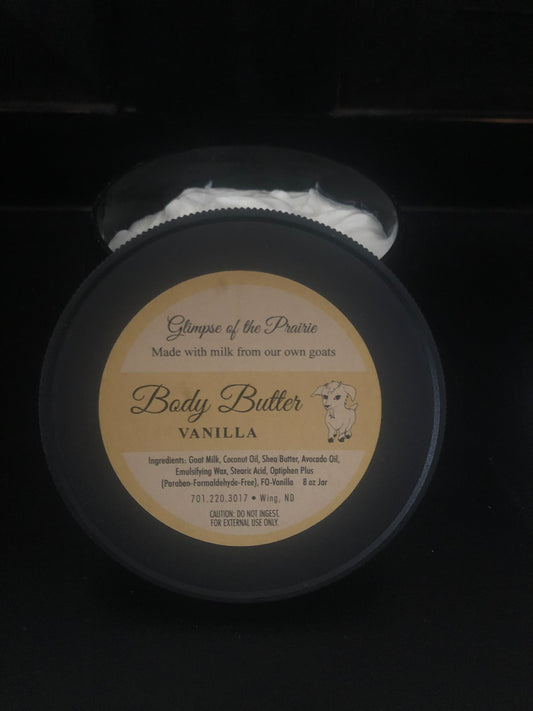 Glimpse of the Prairie
Made with milk from our own goats
Body Butter
VANILLA
Ingredients: Goat Milk, Coconut Oil, Shea Butter, Avocado Oil,
Emulsifying Wax, Stearic Acid, Optiphen Plus
(Paraben-Formaldehyde-Free), FO-Vanilla 8 oz Jar
701.220.3017 • Wing, ND
CAUTION: DO NOT INGEST.
FOR EXTERNAL USE ONLY.